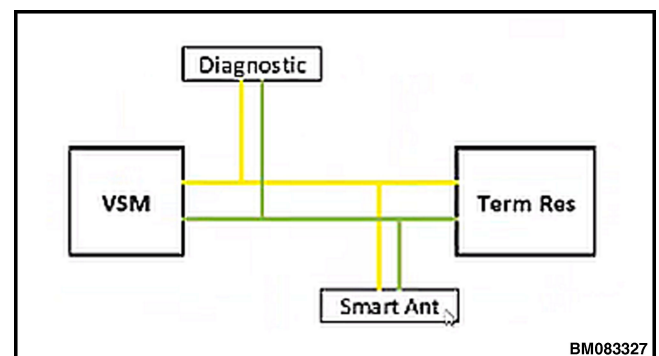 Diagnostic
VSM
Term Res
Smart Ant
BM083327